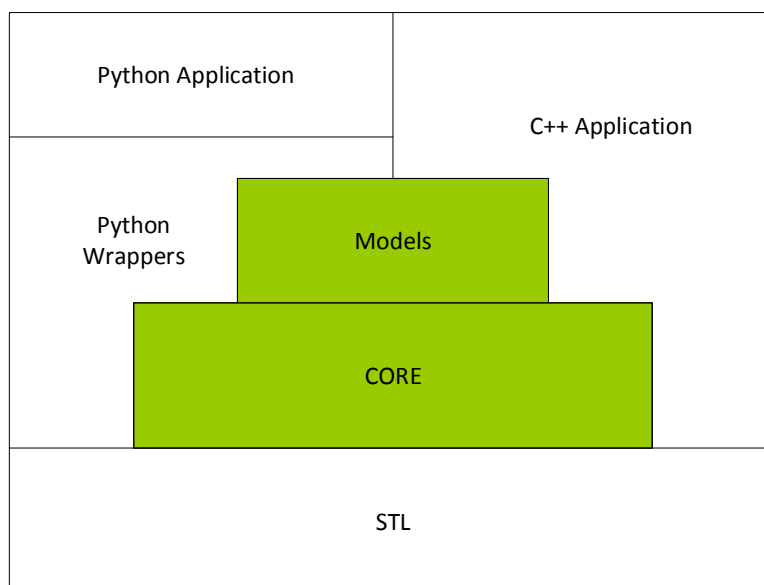 Python Application
C++ Application
Python
Wrappers
Models
CORE
STL